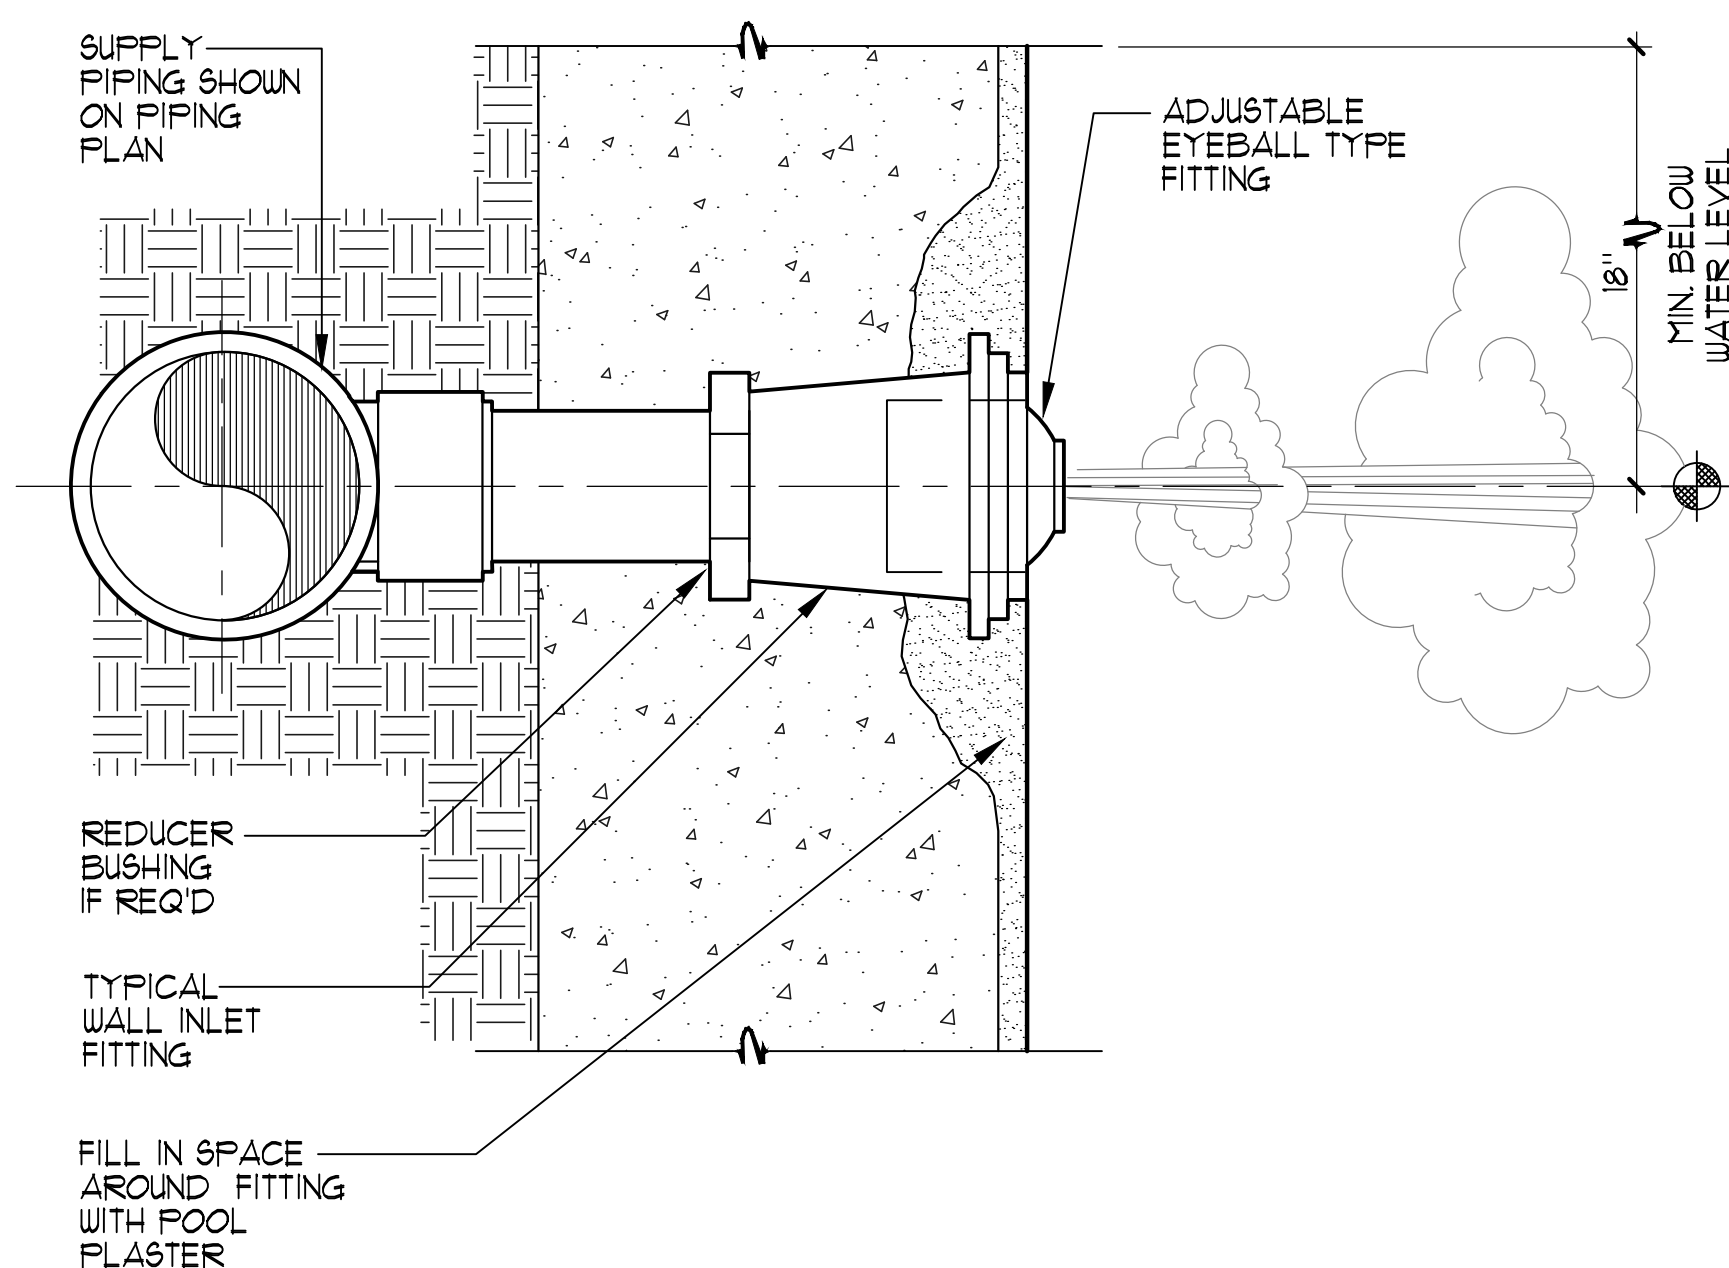 SUPPLY
PIPING SHOWN
ON PIPING
PLAN
ADJUSTABLE
EYEBALL TYPE
FITTING
18"
MIN. BELOW
WATER LEVEL
REDUCER
BUSHING
IF REQ'D
TYPICAL
WALL INLET
FITTING
FILL IN SPACE
AROUND FITTING
WITH POOL
PLASTER